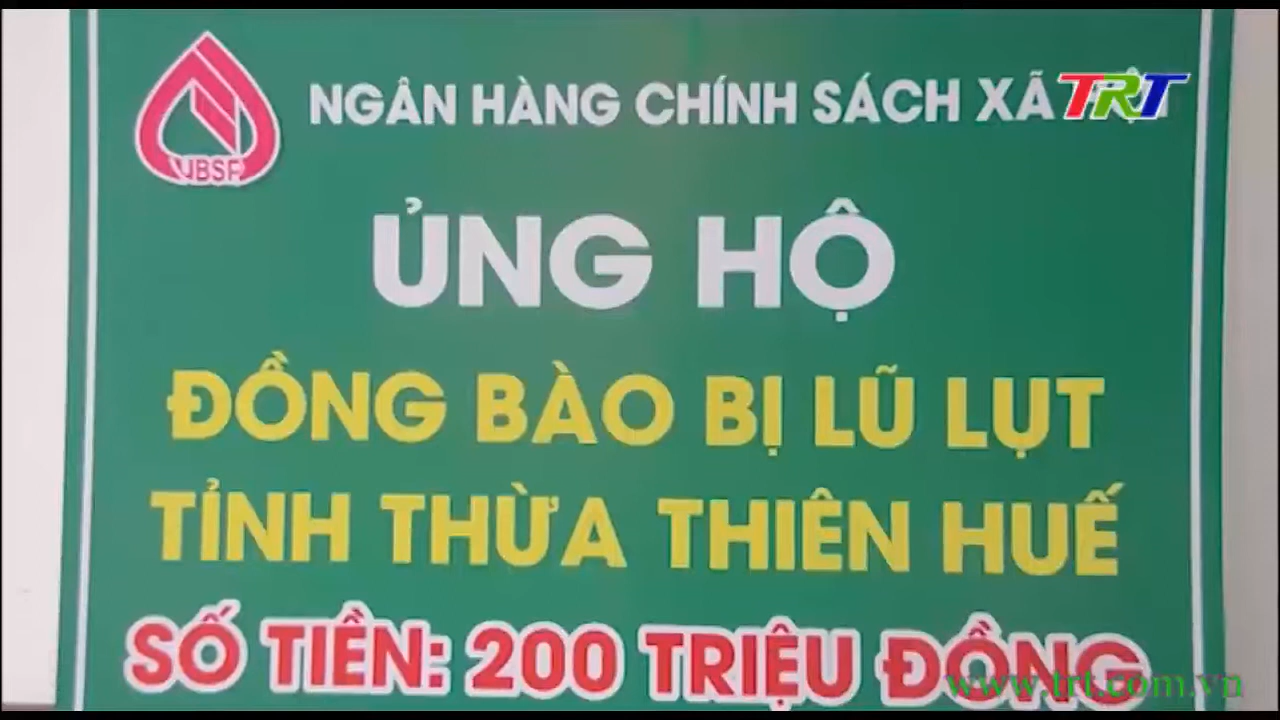 NGÂN HÀNG CHÍNH SÁCH XÃ
TRT
VBSP
ỦNG HỘ
ĐỒNG BÀO BỊ LŨ LỤT
TỈNH THỪA THIÊN HUẾ
SỐ TIỀN: 200 TRIỆU ĐỒNG
www.trt.com.vn